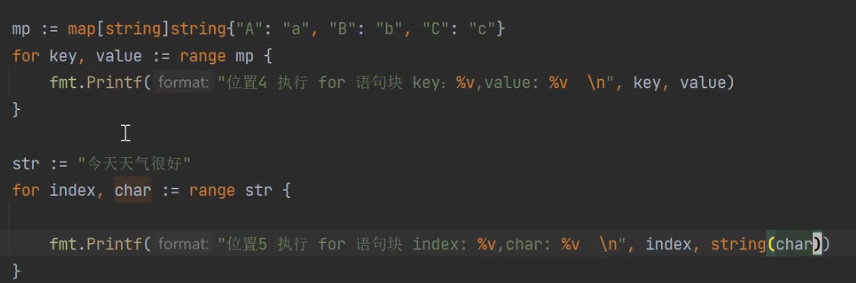 mp := map[string]string{"A": "a", "B": "b", "C": "c"}
for key, value := range mp {
    fmt.Printf( format: "位置4 执行 for 语句块 key：%v,value: %v  \n", key, value)
}
str := "今天天气很好"
for index, char := range str {
    fmt.Printf( format: "位置5 执行 for 语句块 index: %v,char: %v  \n", index, string(char))
}